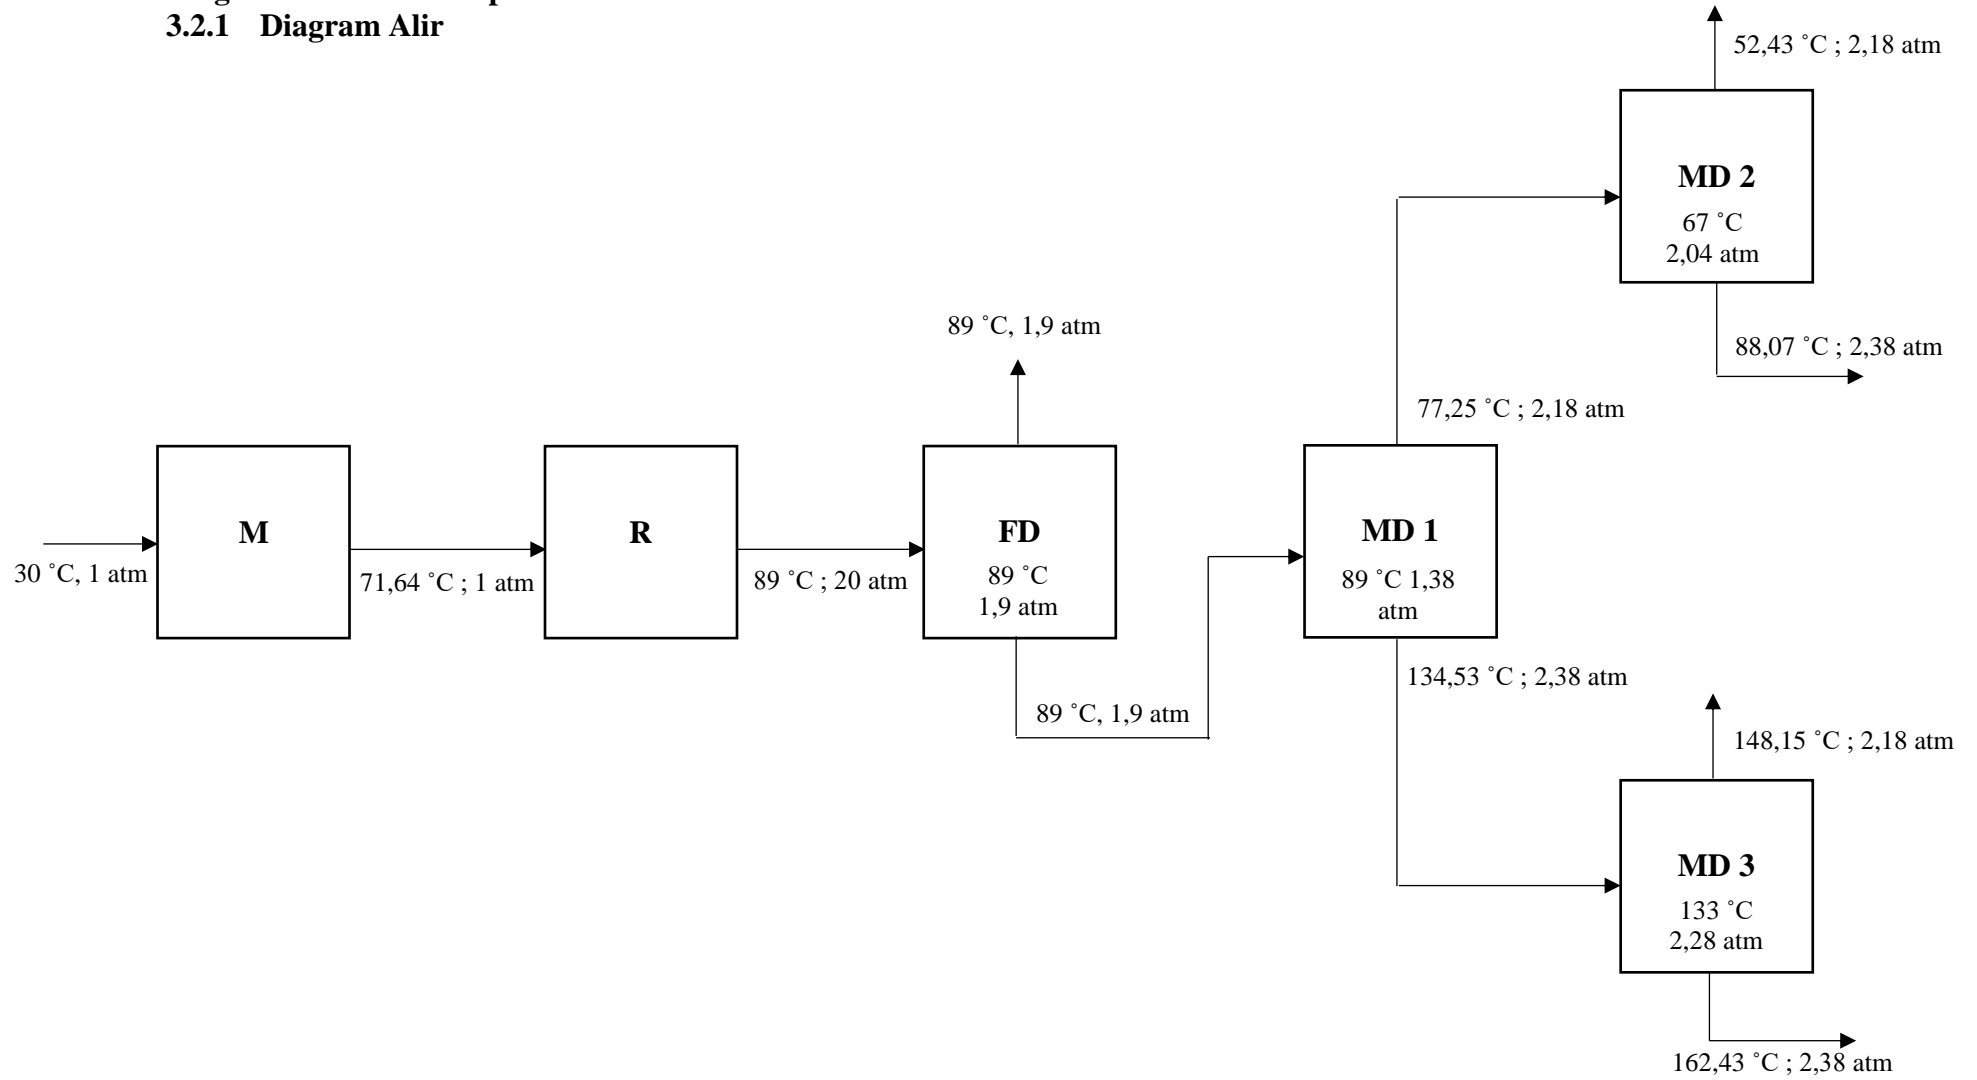 3.2.1 Diagram Alir
52,43 ˚C ; 2,18 atm
MD 2
67 ˚C
2,04 atm
88,07 ˚C ; 2,38 atm
89 ˚C, 1,9 atm
77,25 ˚C ; 2,18 atm
30 ˚C, 1 atm
M
71,64 ˚C ; 1 atm
R
89 ˚C ; 20 atm
FD
89 ˚C
1,9 atm
89 ˚C, 1,9 atm
MD 1
89 ˚C 1,38
atm
134,53 ˚C ; 2,38 atm
148,15 ˚C ; 2,18 atm
MD 3
133 ˚C
2,28 atm
162,43 ˚C ; 2,38 atm